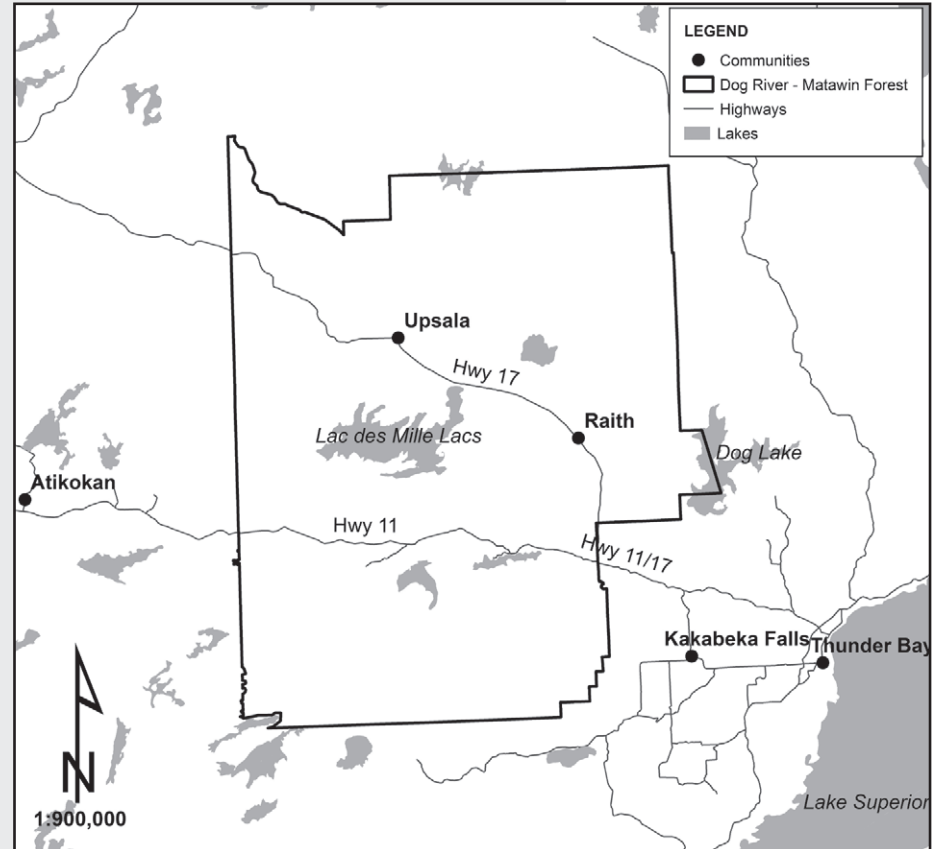 LEGEND
Communities
Dog River - Matawin Forest
Highways
Lakes
Upsala
Hwy 17
Raith
Lac des Mille Lacs
Dog Lake
Atikokan
Hwy 11
Hwy 11/17
Kakabeka Falls
Thunder Bay
N
1:900,000
Lake Superior